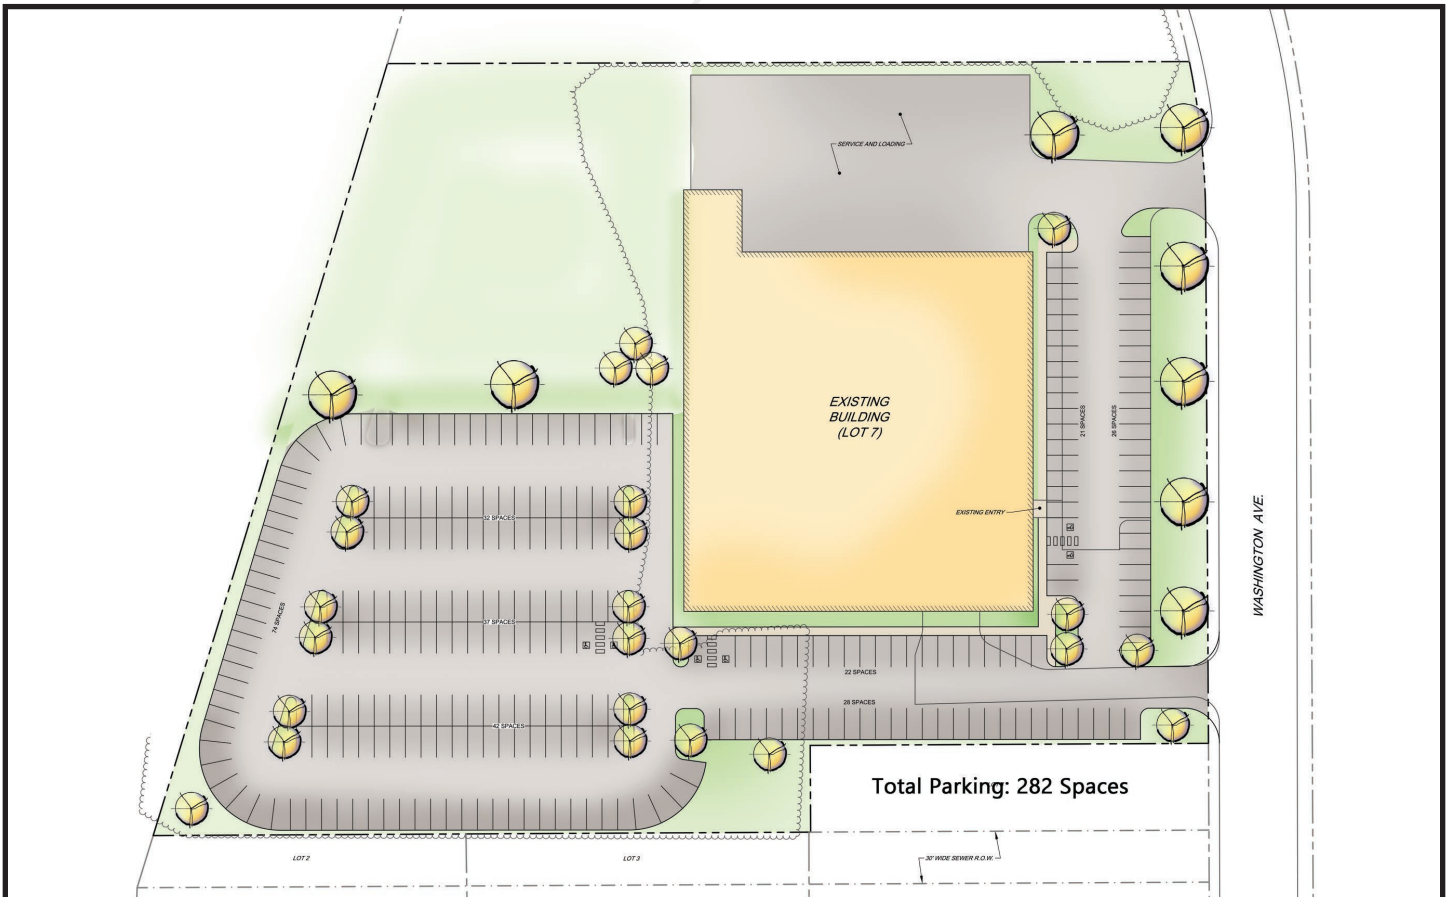 SERVICE AND LOADING
EXISTING
BUILDING
(LOT 7)
21 SPACES
26 SPACES
EXISTING ENTRY
WASHINGTON AVE.
32 SPACES
74 SPACES
37 SPACES
22 SPACES
28 SPACES
42 SPACES
Total Parking: 282 Spaces
LOT 2
LOT 3
30' WIDE SEWER R.O.W.